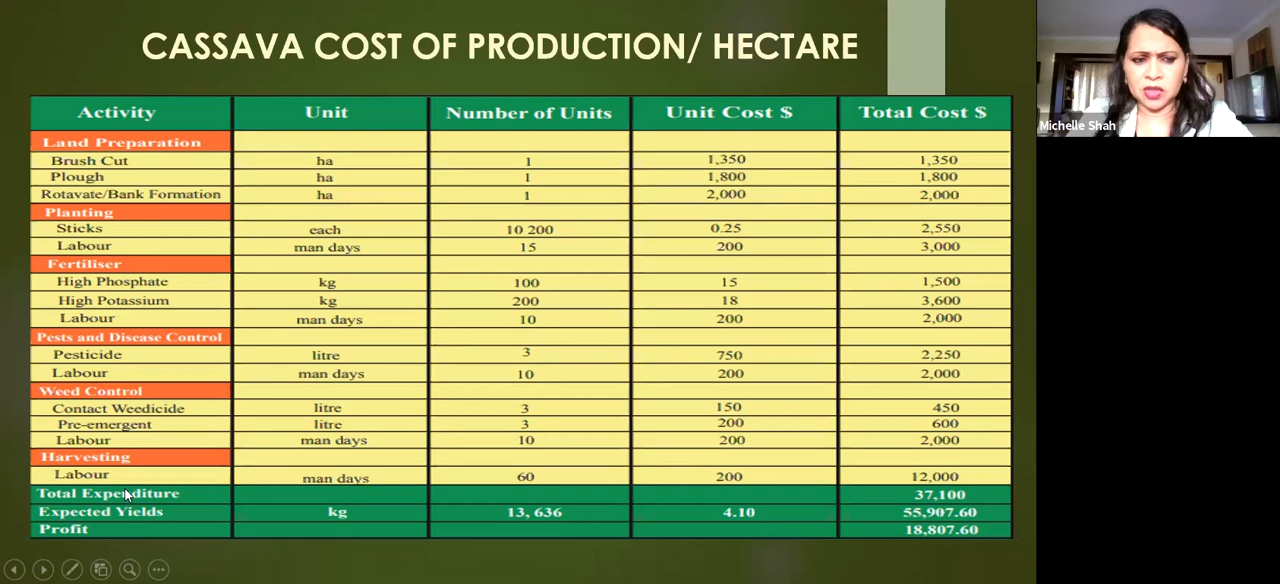 CASSAVA COST OF PRODUCTION/ HECTARE
Michelle Shah
Activity Unit Number of Units Unit Cost $ Total Cost $
Land Preparation
Brush Cut ha 1 1,350 1,350
Plough ha 1 1,800 1,800
Rotavate/Bank Formation ha 1 2,000 2,000
Planting
Sticks each 10 200 0.25 2,550
Labour man days 15 200 3,000
Fertiliser
High Phosphate kg 100 15 1,500
High Potassium kg 200 18 3,600
Labour man days 10 200 2,000
Pests and Disease Control
Pesticide litre 3 750 2,250
Labour man days 10 200 2,000
Weed Control
Contact Weedicide litre 3 150 450
Pre-emergent litre 3 200 600
Labour man days 10 200 2,000
Harvesting
Labour man days 60 200 12,000
Total Expenditure 37,100
Expected Yields kg 13, 636 4.10 55,907.60
Profit 18,807.60